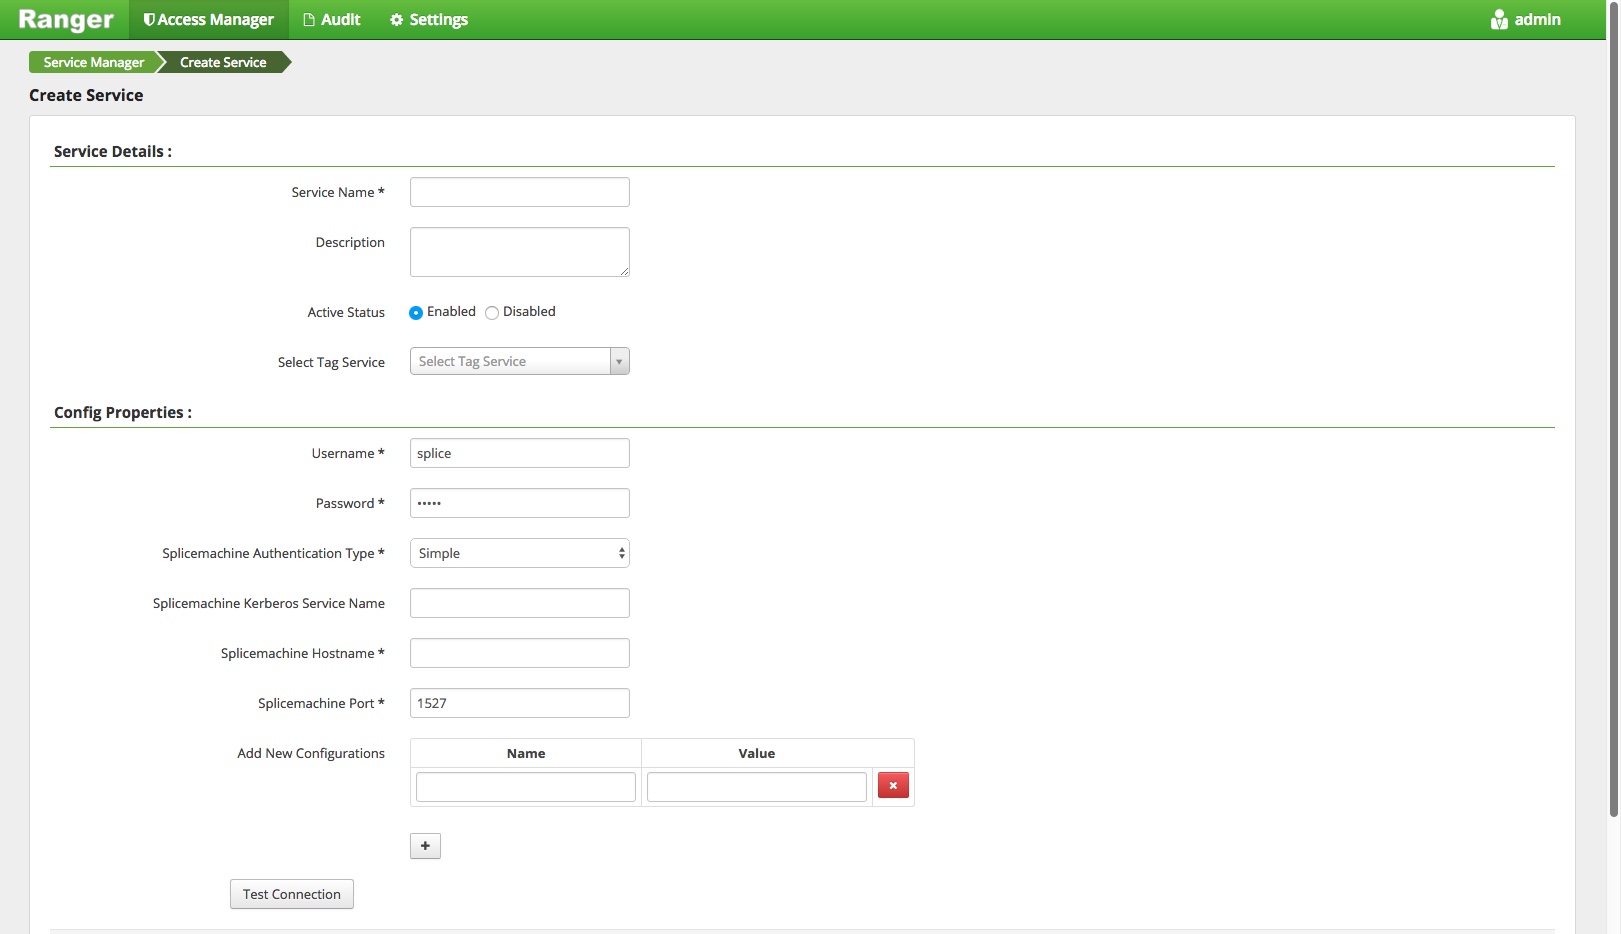 Ranger Access Manager Audit Settings admin
Service Manager Create Service
Create Service
Service Details :
Service Name *
Description
Active Status Enabled Disabled
Select Tag Service Select Tag Service
Config Properties :
Username * splice
Password * •••••
Splicemachine Authentication Type * Simple
Splicemachine Kerberos Service Name
Splicemachine Hostname *
Splicemachine Port * 1527
Add New Configurations Name Value
Test Connection